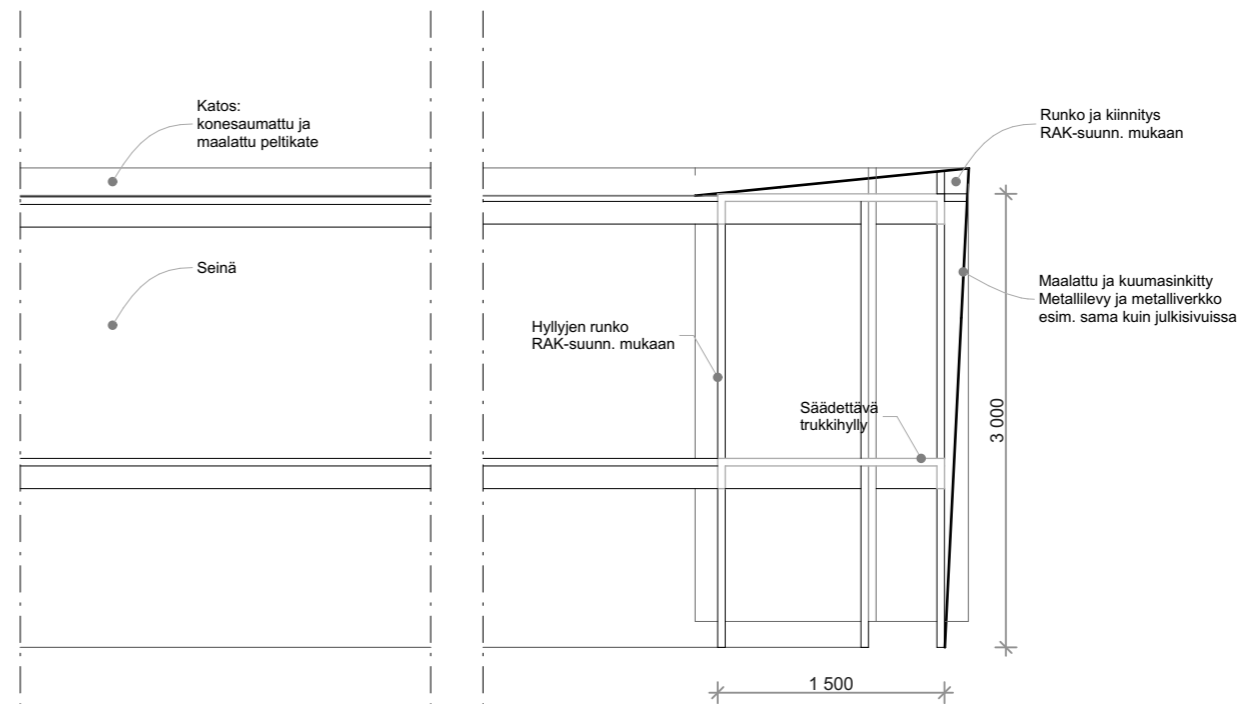 Katos:
konesaumattu ja
maalattu peltikate
Runko ja kiinnitys
RAK-suunn. mukaan
Seinä
Maalattu ja kuumasinkitty
Metallilevy ja metalliverkko
esim. sama kuin julkisivuissa
Hyllyjen runko
RAK-suunn. mukaan
Säädettävä
trukkihylly
3 000
1 500